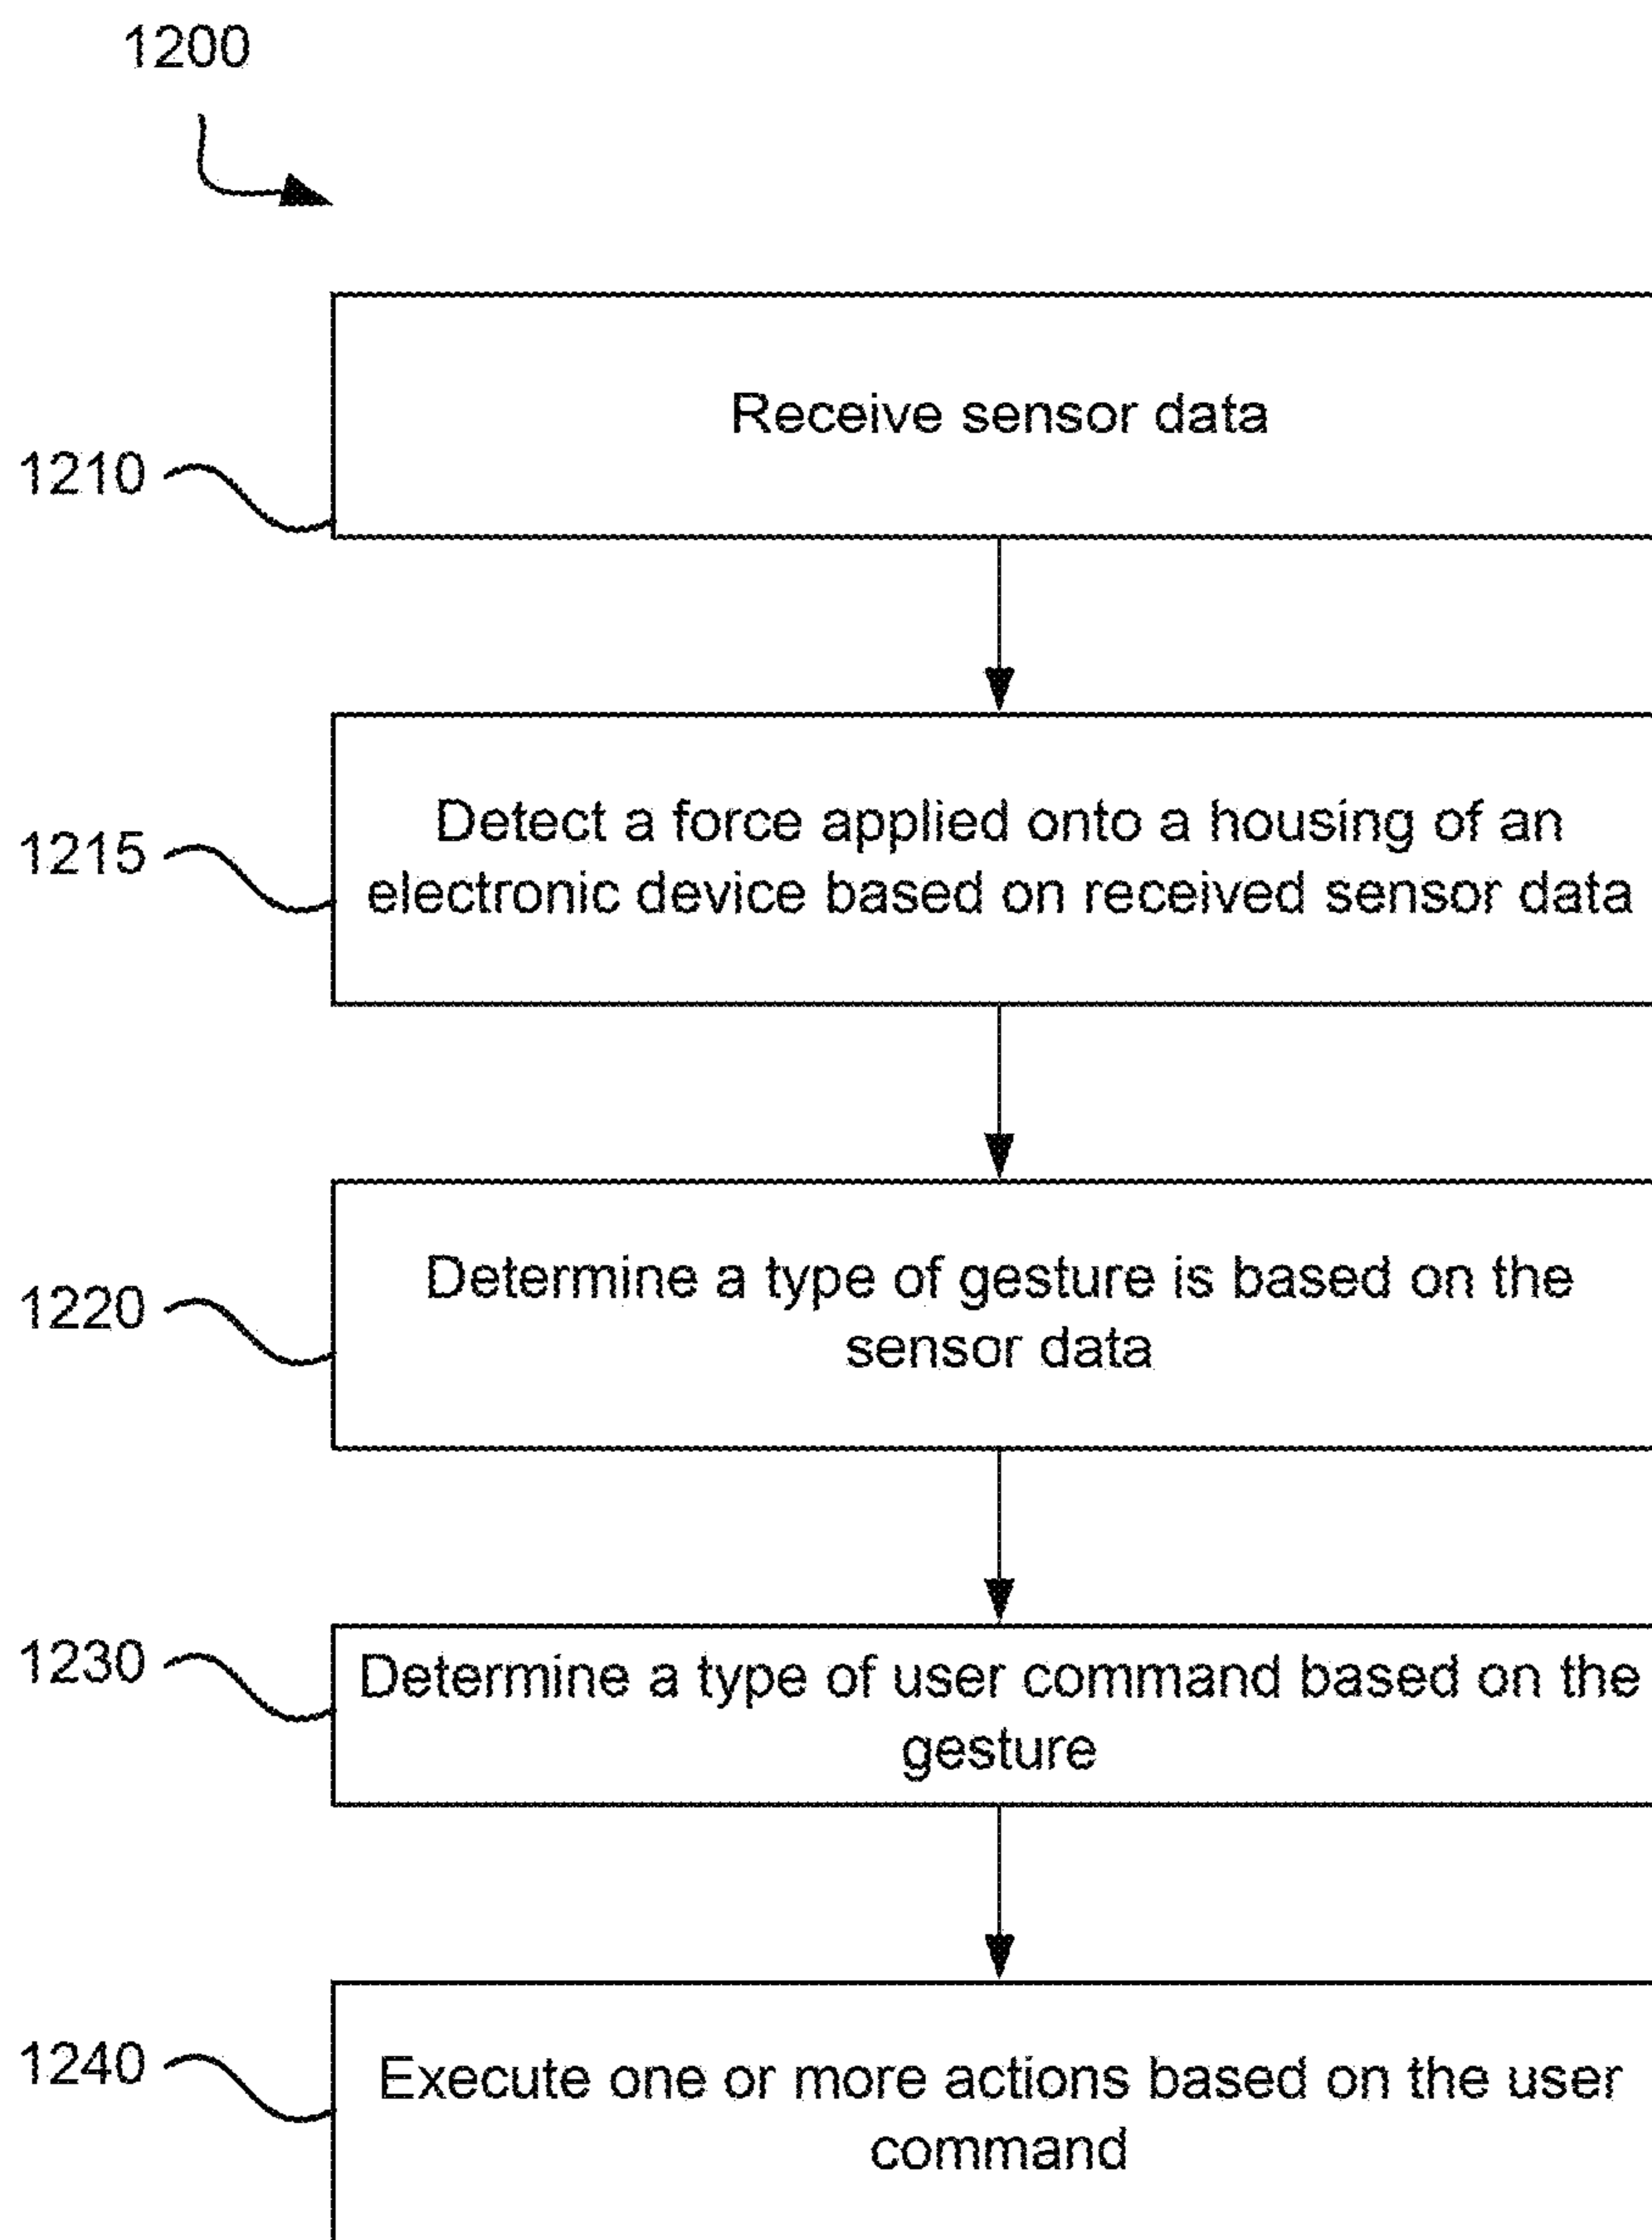 1200
Receive sensor data
1210
Detect a force applied onto a housing of an
electronic device based on received sensor data
1215
Determine a type of gesture is based on the
sensor data
1220
Determine a type of user command based on the
gesture
1230
Execute one or more actions based on the user
command
1240